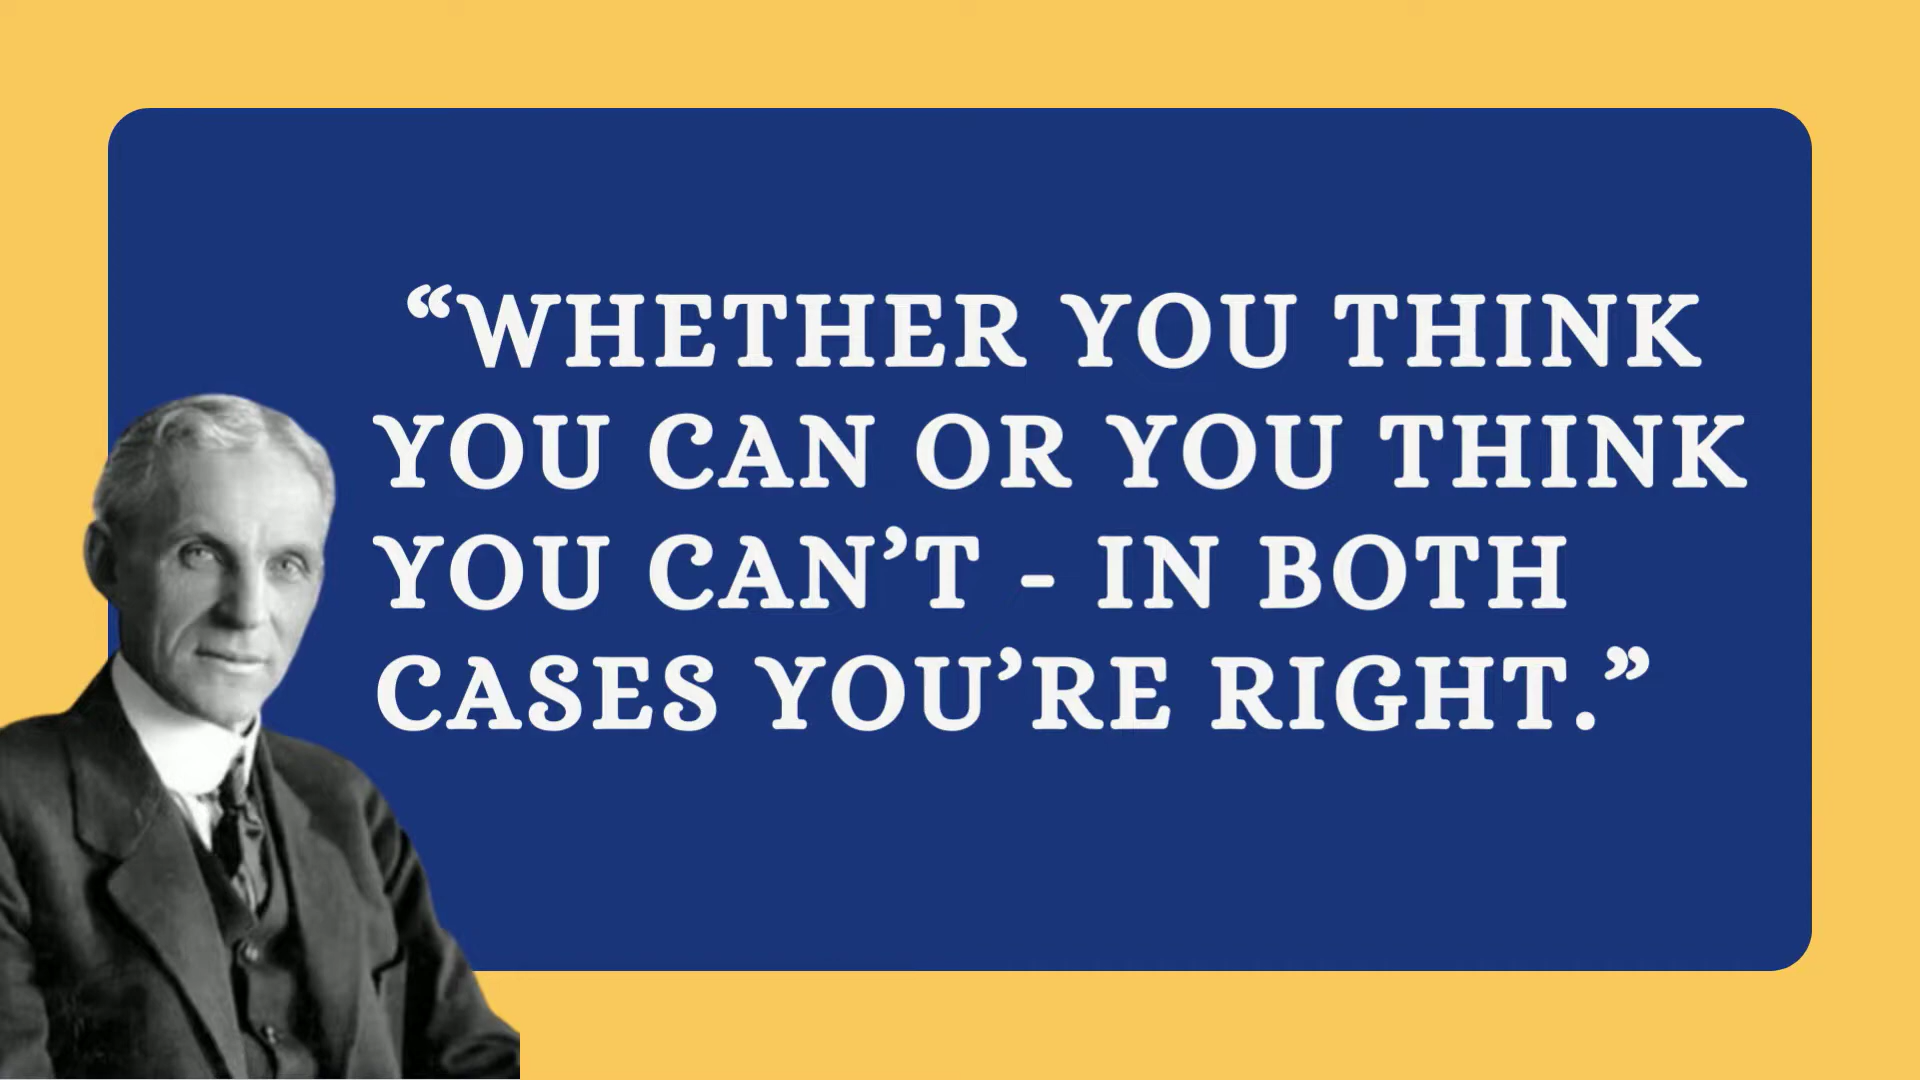 “WHETHER YOU THINK
YOU CAN OR YOU THINK
YOU CAN’T - IN BOTH
CASES YOU’RE RIGHT.”